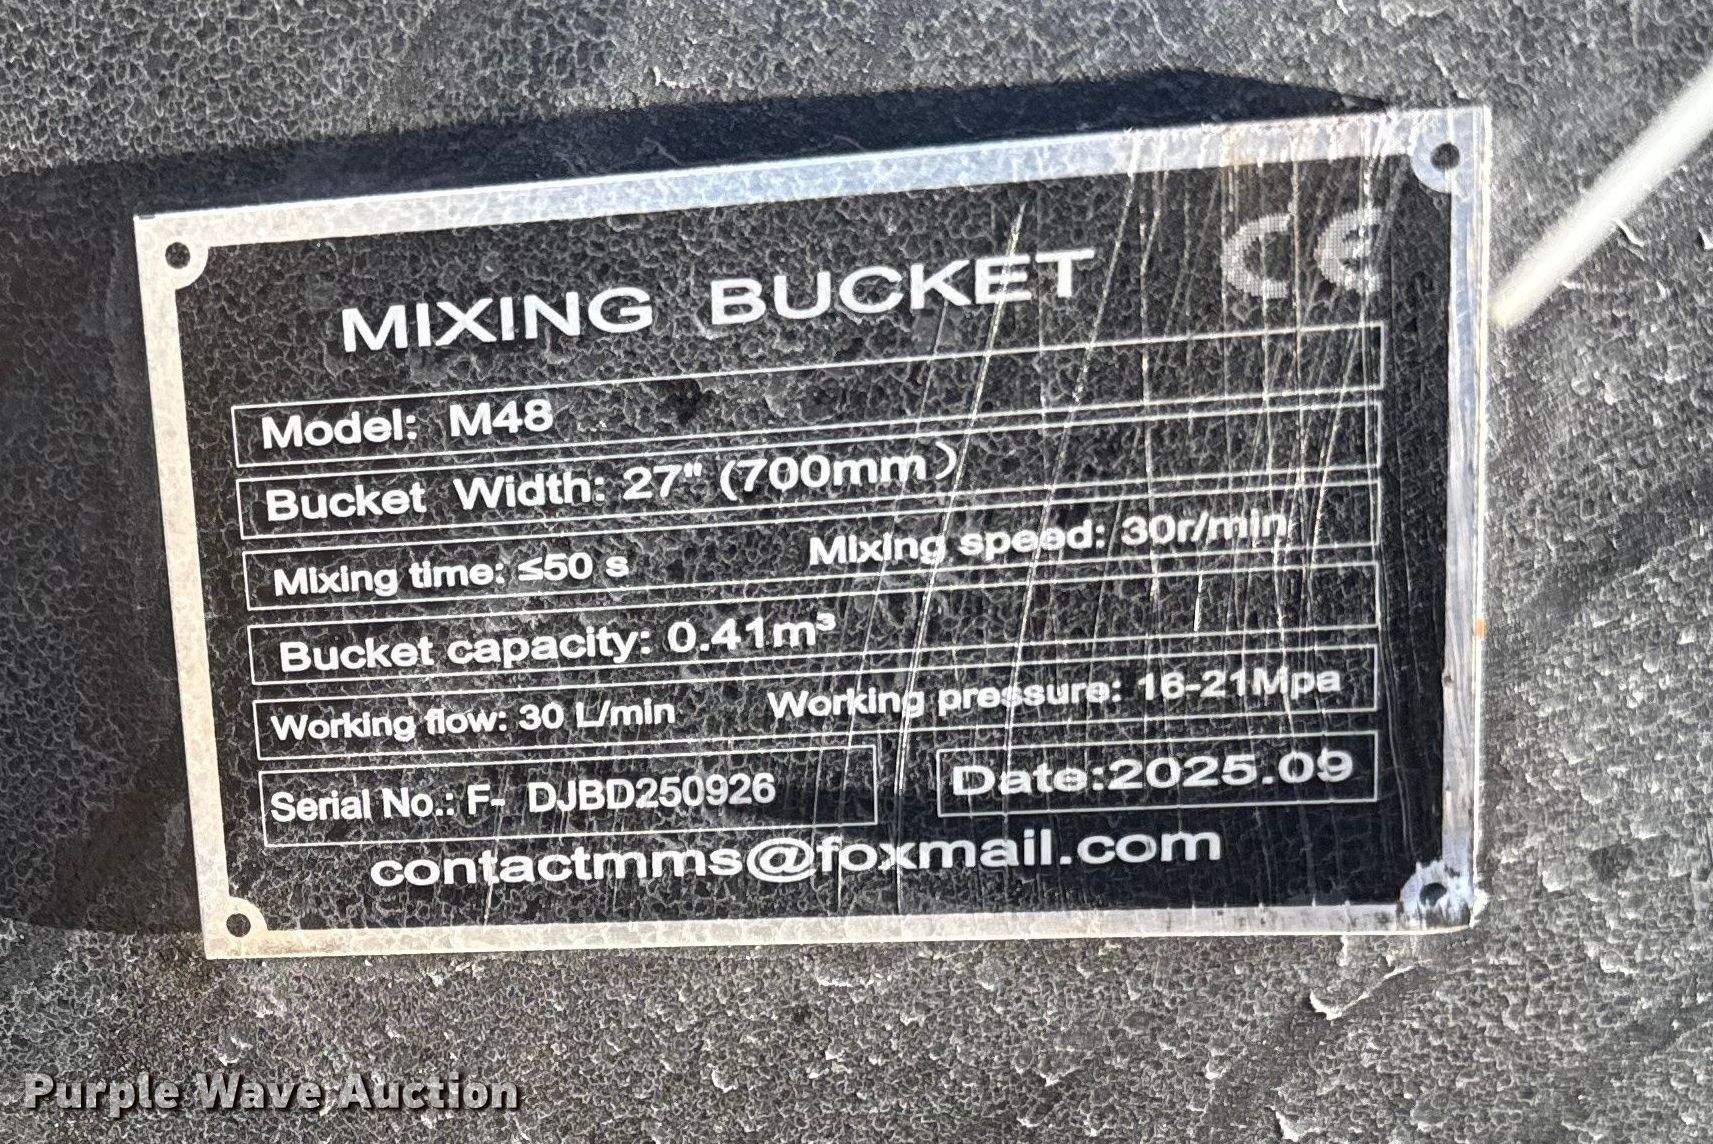 CE
MIXING BUCKET
Model: M48
Bucket Width: 27" (700mm)
Mixing time: ≤50 s Mixing speed: 30r/min
Bucket capacity: 0.41m³
Working flow: 30 L/min Working pressure: 16-21Mpa
Serial No.: F- DJBD250926 Date:2025.09
contactmms@foxmail.com
Purple Wave Auction